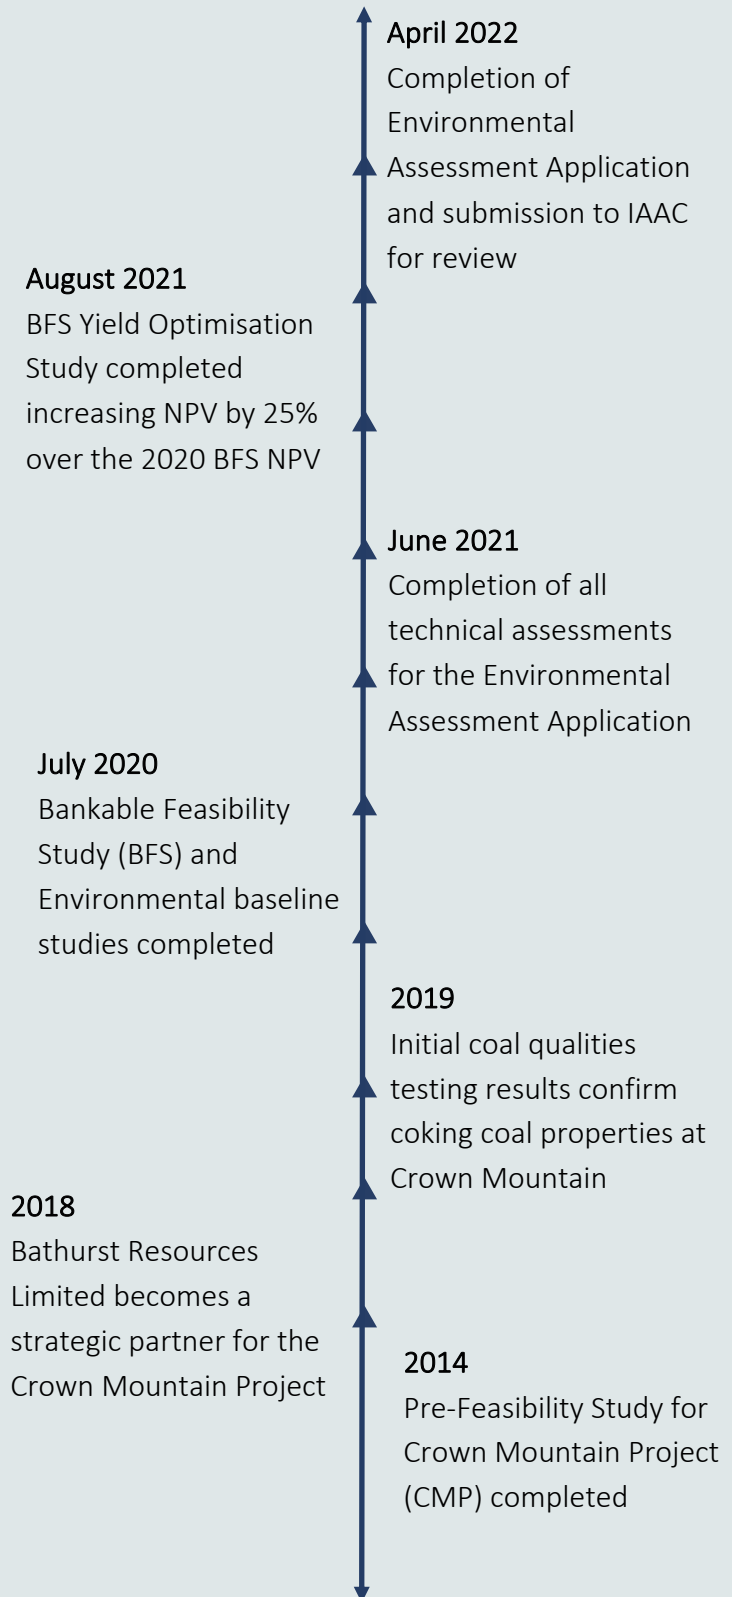 April 2022
Completion of
Environmental
Assessment Application
and submission to IAAC
for review
August 2021
BFS Yield Optimisation
Study completed
increasing NPV by 25%
over the 2020 BFS NPV
June 2021
Completion of all
technical assessments
for the Environmental
Assessment Application
July 2020
Bankable Feasibility
Study (BFS) and
Environmental baseline
studies completed
2019
Initial coal qualities
testing results confirm
coking coal properties at
Crown Mountain
2018
Bathurst Resources
Limited becomes a
strategic partner for the
Crown Mountain Project
2014
Pre-Feasibility Study for
Crown Mountain Project
(CMP) completed